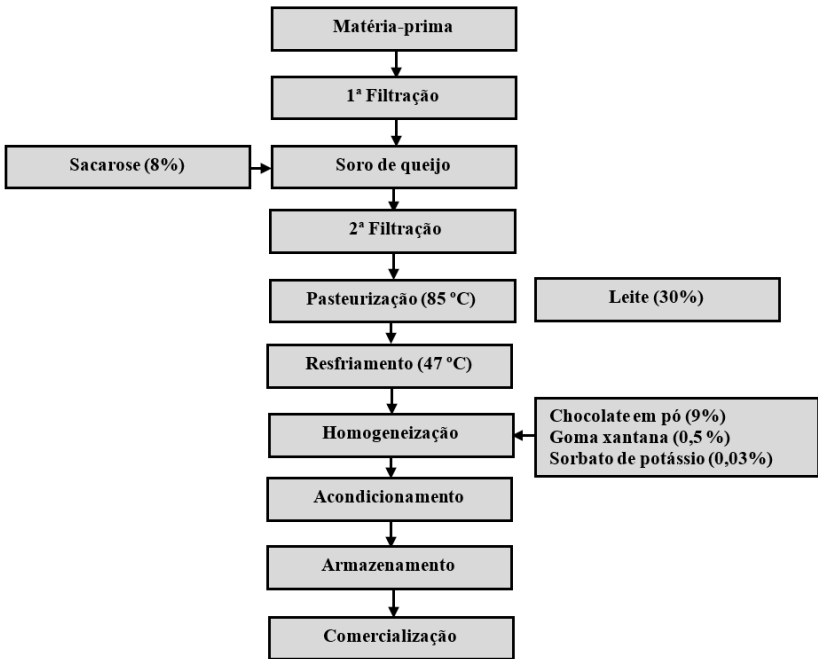 Matéria-prima
1ª Filtração
Sacarose (8%)
Soro de queijo
2ª Filtração
Pasteurização (85 ºC)
Leite (30%)
Resfriamento (47 ºC)
Homogeneização
Chocolate em pó (9%)
Goma xantana (0,5 %)
Sorbato de potássio (0,03%)
Acondicionamento
Armazenamento
Comercialização